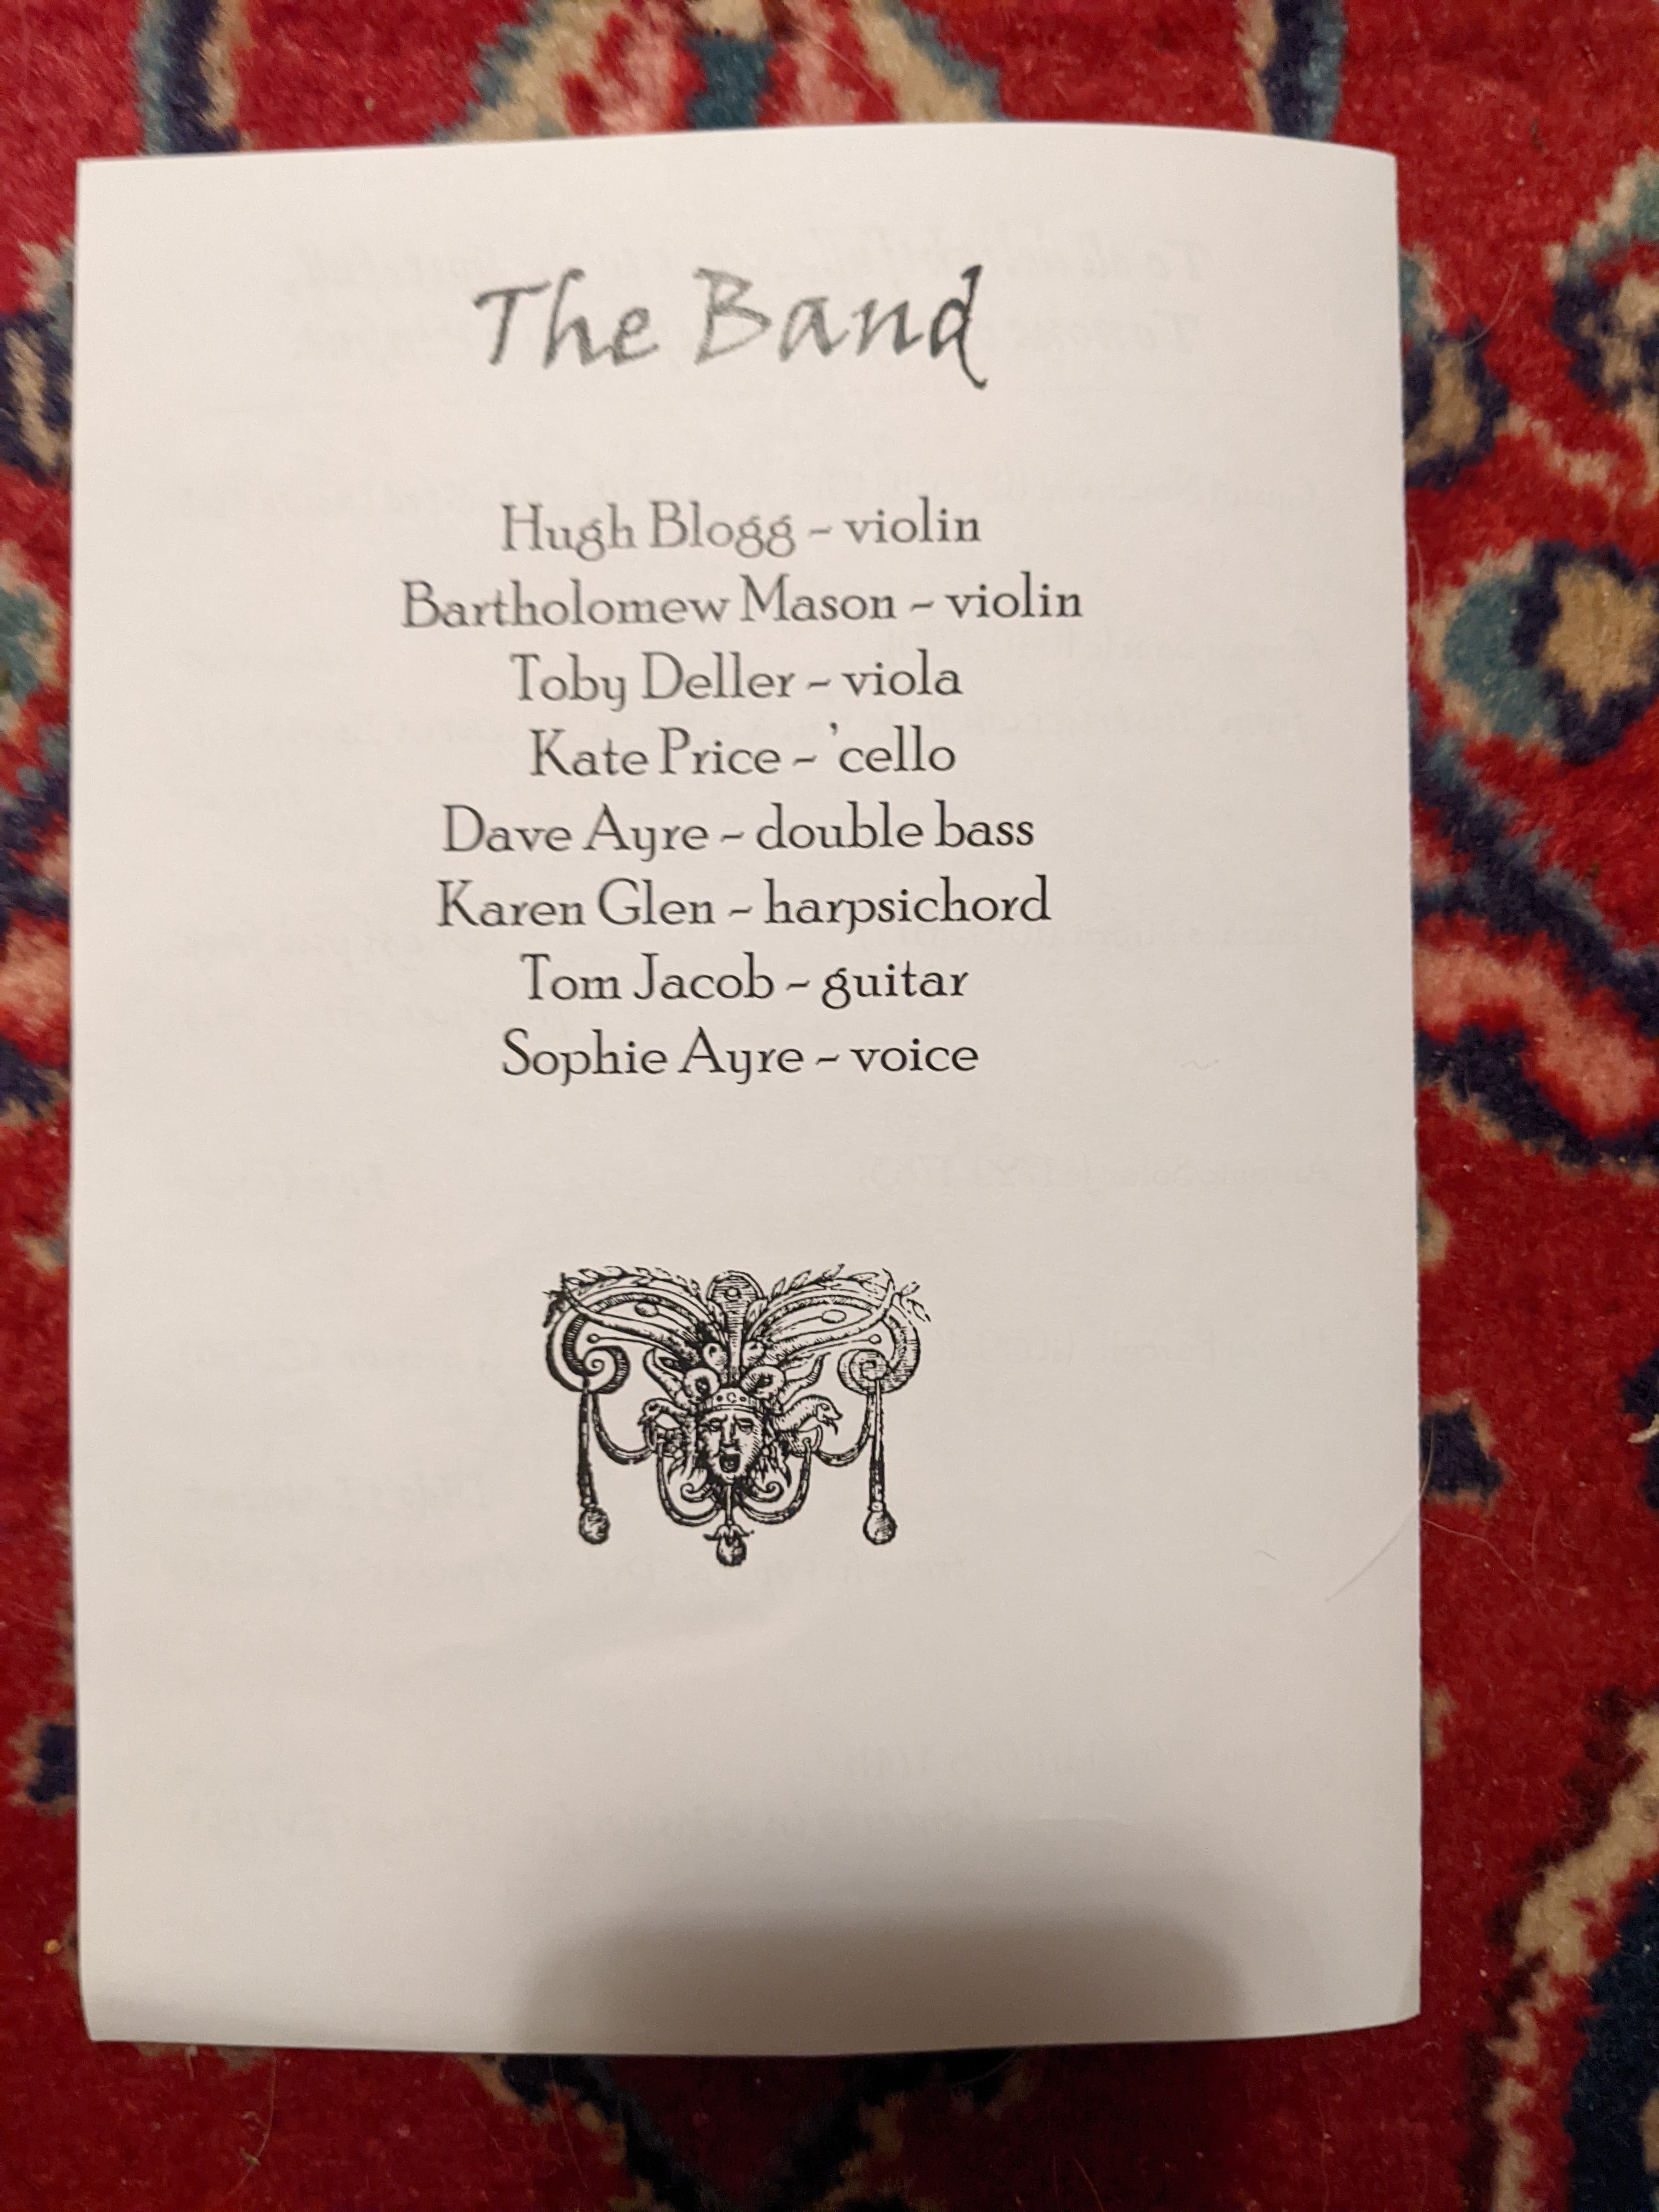 The Band
Hugh Blogg ~ violin
Bartholomew Mason ~ violin
Toby Deller ~ viola
Kate Price ~ 'cello
Dave Ayre ~ double bass
Karen Glen ~ harpsichord
Tom Jacob ~ guitar
Sophie Ayre ~ voice